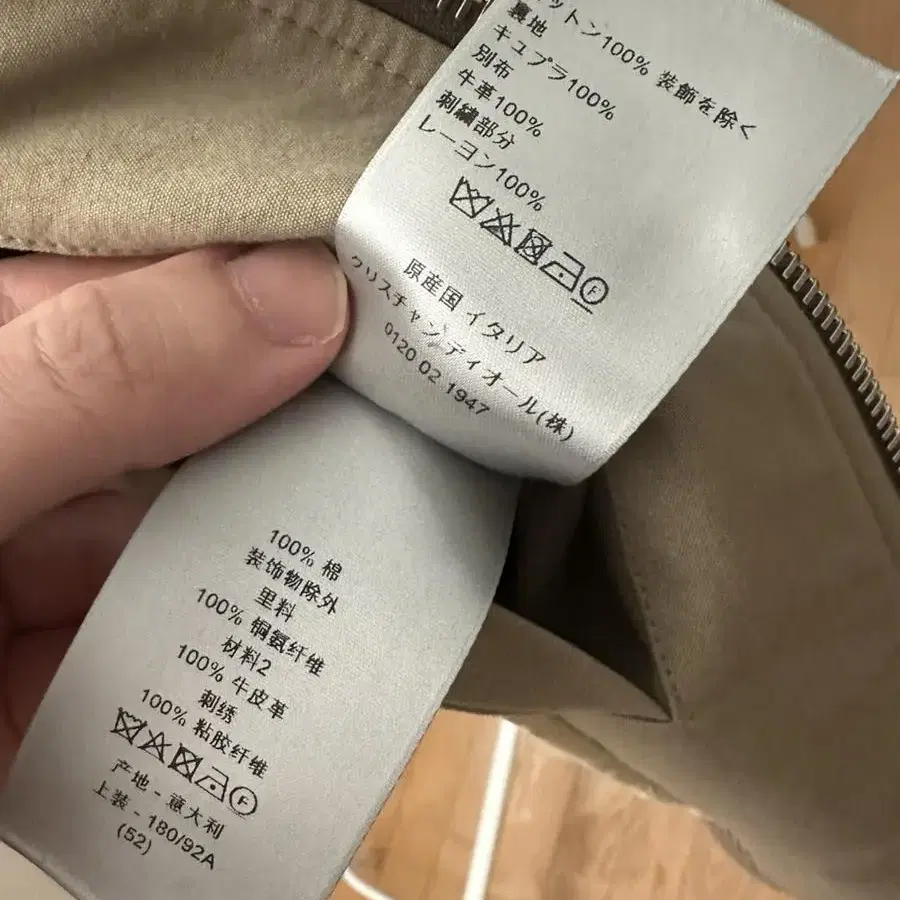 ットン100% 装飾を除く
裏地
キュプラ100%
別布
牛革100%
刺繍部分
レーヨン100%
F
原産国 イタリア
クリスチャン ディオール(株)
0120 02 1947
100% 棉
装饰物除外
里料
100% 铜氨纤维
材料2
100% 牛皮革
刺绣
100% 粘胶纤维
F
产地 - 意大利
上装 - 180/92A
(52)